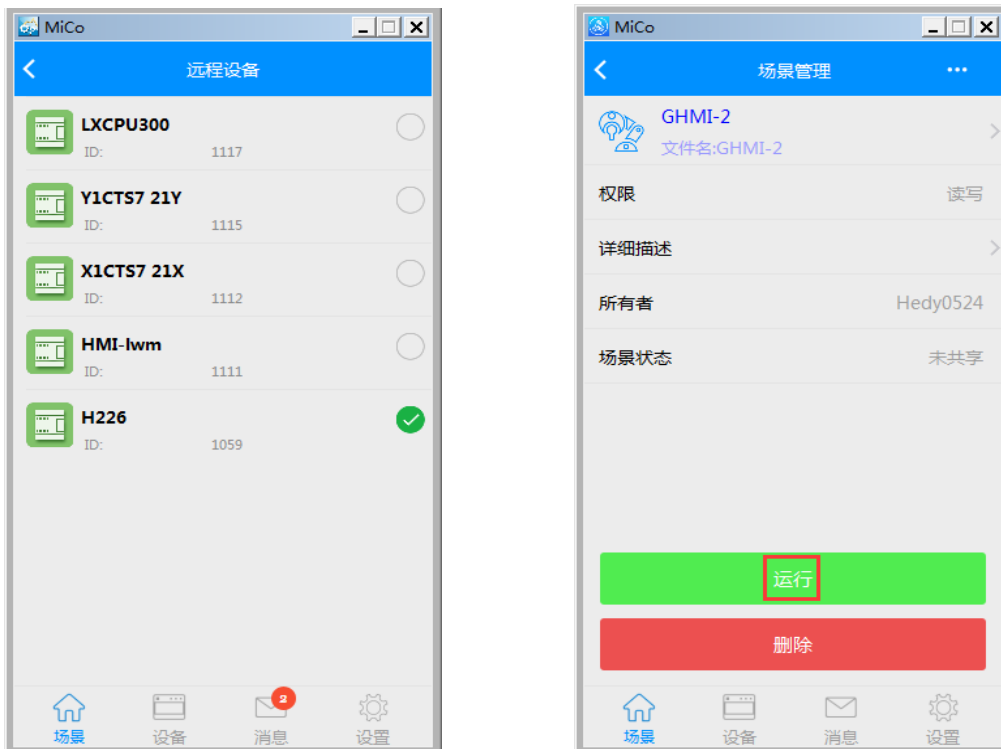 MiCo
远程设备
LXCPU300
ID: 1117
Y1CTS7 21Y
ID: 1115
X1CTS7 21X
ID: 1112
HMI-lwm
ID: 1111
H226
ID: 1059
2
场景 设备 消息 设置
MiCo
场景管理
GHMI-2
文件名:GHMI-2
权限 读写
详细描述
所有者 Hedy0524
场景状态 未共享
运行
删除
场景 设备 消息 设置